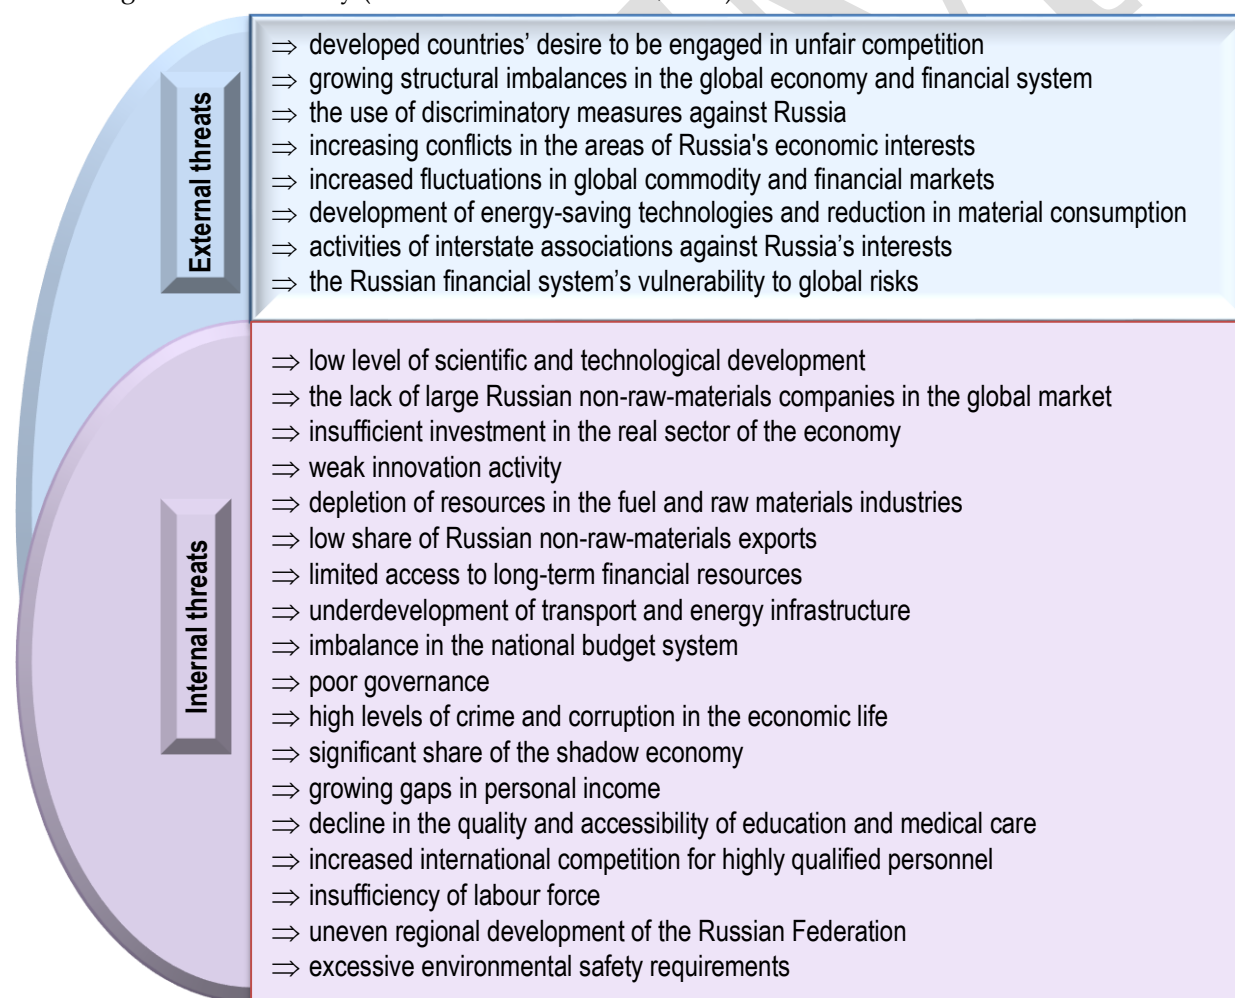 External threats
⇒ developed countries’ desire to be engaged in unfair competition
⇒ growing structural imbalances in the global economy and financial system
⇒ the use of discriminatory measures against Russia
⇒ increasing conflicts in the areas of Russia's economic interests
⇒ increased fluctuations in global commodity and financial markets
⇒ development of energy-saving technologies and reduction in material consumption
⇒ activities of interstate associations against Russia’s interests
⇒ the Russian financial system’s vulnerability to global risks
Internal threats
⇒ low level of scientific and technological development
⇒ the lack of large Russian non-raw-materials companies in the global market
⇒ insufficient investment in the real sector of the economy
⇒ weak innovation activity
⇒ depletion of resources in the fuel and raw materials industries
⇒ low share of Russian non-raw-materials exports
⇒ limited access to long-term financial resources
⇒ underdevelopment of transport and energy infrastructure
⇒ imbalance in the national budget system
⇒ poor governance
⇒ high levels of crime and corruption in the economic life
⇒ significant share of the shadow economy
⇒ growing gaps in personal income
⇒ decline in the quality and accessibility of education and medical care
⇒ increased international competition for highly qualified personnel
⇒ insufficiency of labour force
⇒ uneven regional development of the Russian Federation
⇒ excessive environmental safety requirements